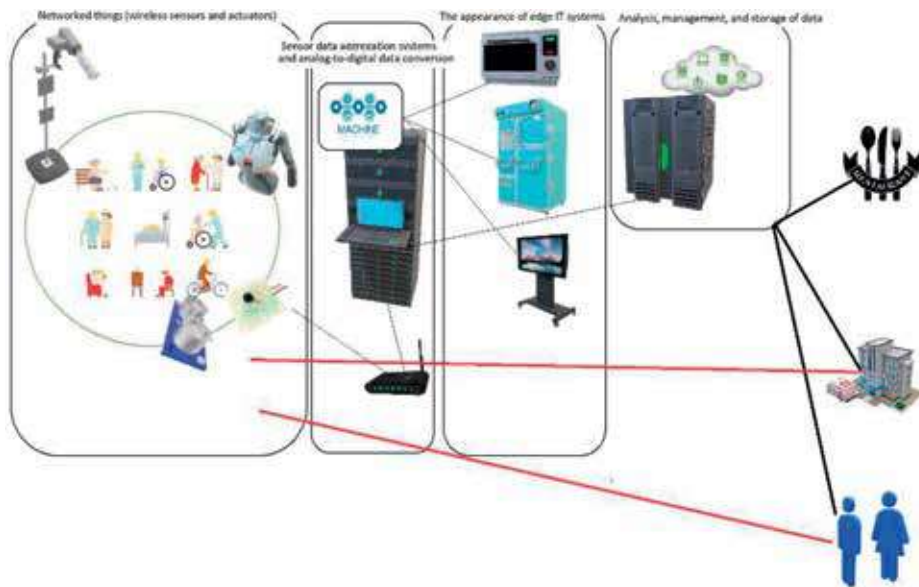 Networked things (wireless sensors and actuators)
Sensor data aggregation systems
and analog-to-digital data conversion
The appearance of edge IT systems
Analysis, management, and storage of data
MACHINE